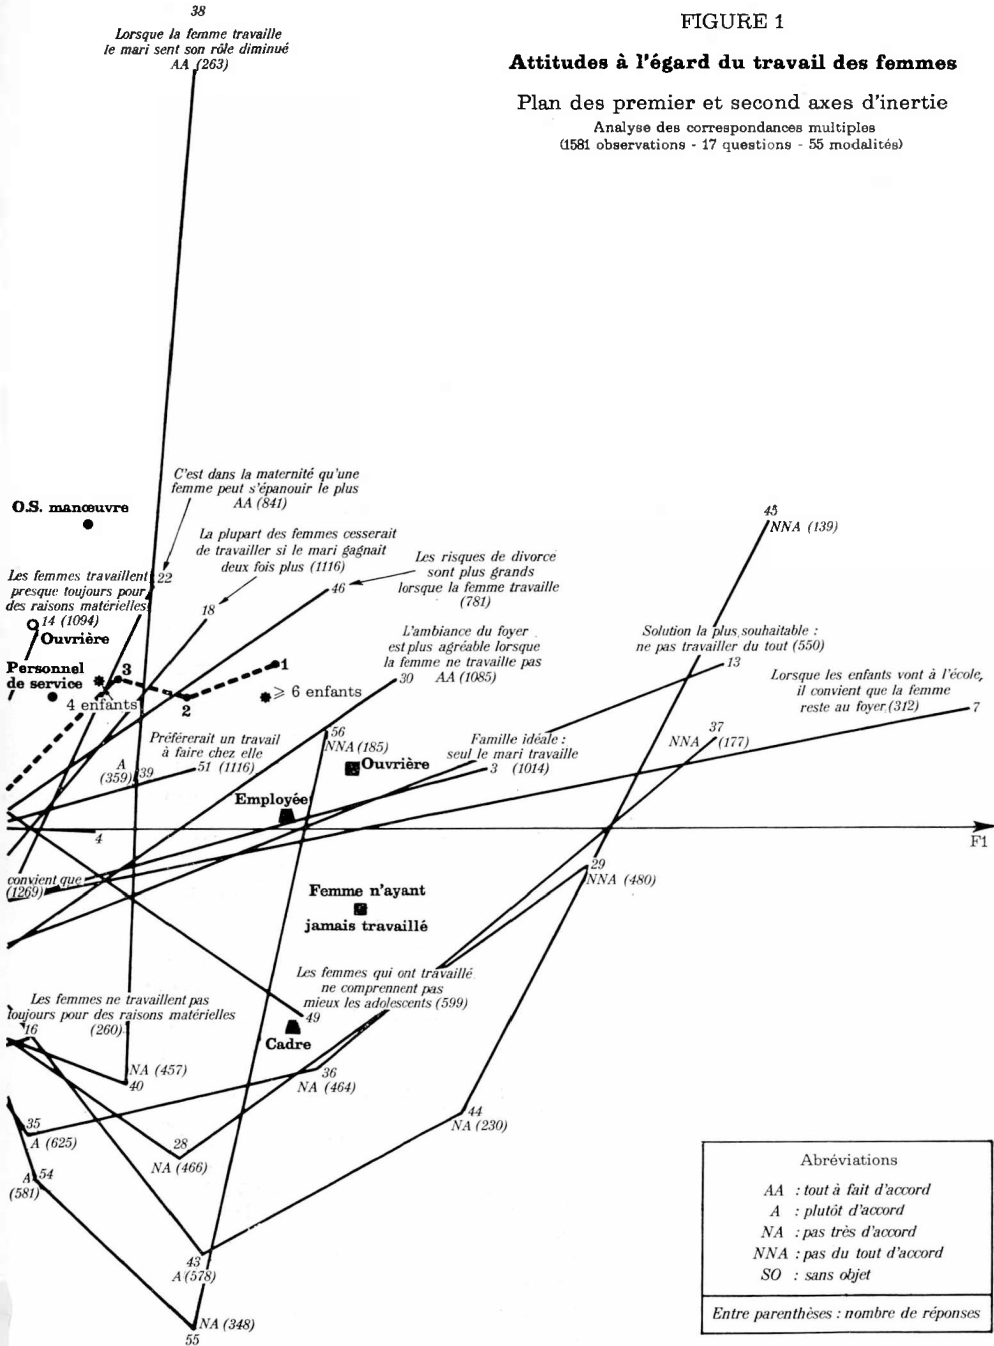 38
Lorsque la femme travaille
le mari sent son rôle diminué
AA (263)
FIGURE 1
Attitudes à l'égard du travail des femmes
Plan des premier et second axes d'inertie
Analyse des correspondances multiples
(1581 observations - 17 questions - 55 modalités)
C'est dans la maternité qu'une
femme peut s'épanouir le plus
AA (841)
O.S. manœuvre
45
NNA (139)
La plupart des femmes cesserait
de travailler si le mari gagnait
deux fois plus (1116)
Les risques de divorce
sont plus grands
lorsque la femme travaille
(781)
Les femmes travaillent
presque toujours pour
des raisons matérielles
14 (1094)
22
46
18
Ouvrière
L'ambiance du foyer
est plus agréable lorsque
la femme ne travaille pas
30 AA (1085)
Solution la plus souhaitable :
ne pas travailler du tout (550)
13
Personnel
de service
3
1
4 enfants
2
⩾ 6 enfants
Lorsque les enfants vont à l'école,
il convient que la femme
reste au foyer (312)
7
Préférerait un travail
à faire chez elle
51 (1116)
A
(359)
39
56
NNA (185)
Ouvrière
Famille idéale :
seul le mari travaille
3 (1014)
37
NNA (177)
Employée
4
F1
convient que
(1269)
29
NNA (480)
Femme n'ayant
jamais travaillé
Les femmes qui ont travaillé
ne comprennent pas
mieux les adolescents (599)
Les femmes ne travaillent pas
toujours pour des raisons matérielles
16 (260)
49
Cadre
NA (457)
40
36
NA (464)
35
A (625)
44
NA (230)
28
NA (466)
A 54
(581)
43
A (578)
NA (348)
55
Abréviations
AA : tout à fait d'accord
A : plutôt d'accord
NA : pas très d'accord
NNA : pas du tout d'accord
SO : sans objet
Entre parenthèses : nombre de réponses